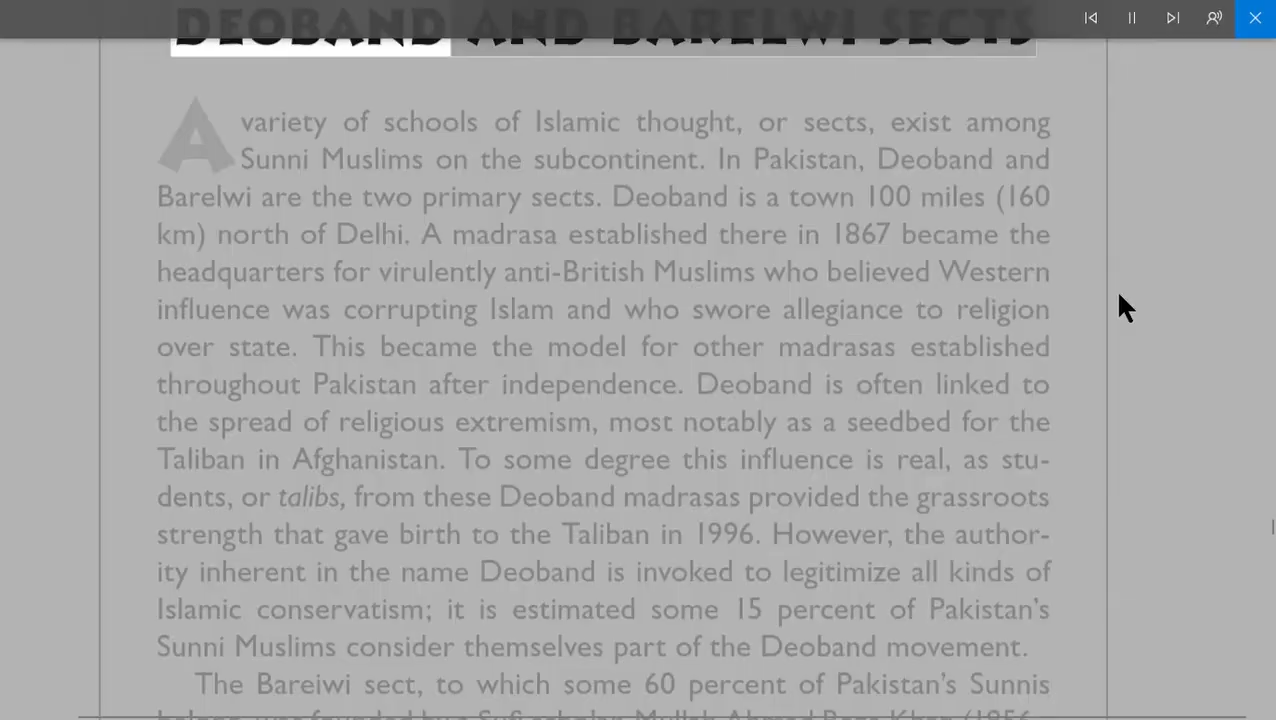 DEOBAND AND BARELWI SECTS
A variety of schools of Islamic thought, or sects, exist among
Sunni Muslims on the subcontinent. In Pakistan, Deoband and
Barelwi are the two primary sects. Deoband is a town 100 miles (160
km) north of Delhi. A madrasa established there in 1867 became the
headquarters for virulently anti-British Muslims who believed Western
influence was corrupting Islam and who swore allegiance to religion
over state. This became the model for other madrasas established
throughout Pakistan after independence. Deoband is often linked to
the spread of religious extremism, most notably as a seedbed for the
Taliban in Afghanistan. To some degree this influence is real, as stu-
dents, or talibs, from these Deoband madrasas provided the grassroots
strength that gave birth to the Taliban in 1996. However, the author-
ity inherent in the name Deoband is invoked to legitimize all kinds of
Islamic conservatism; it is estimated some 15 percent of Pakistan's
Sunni Muslims consider themselves part of the Deoband movement.
The Bareiwi sect, to which some 60 percent of Pakistan's Sunnis